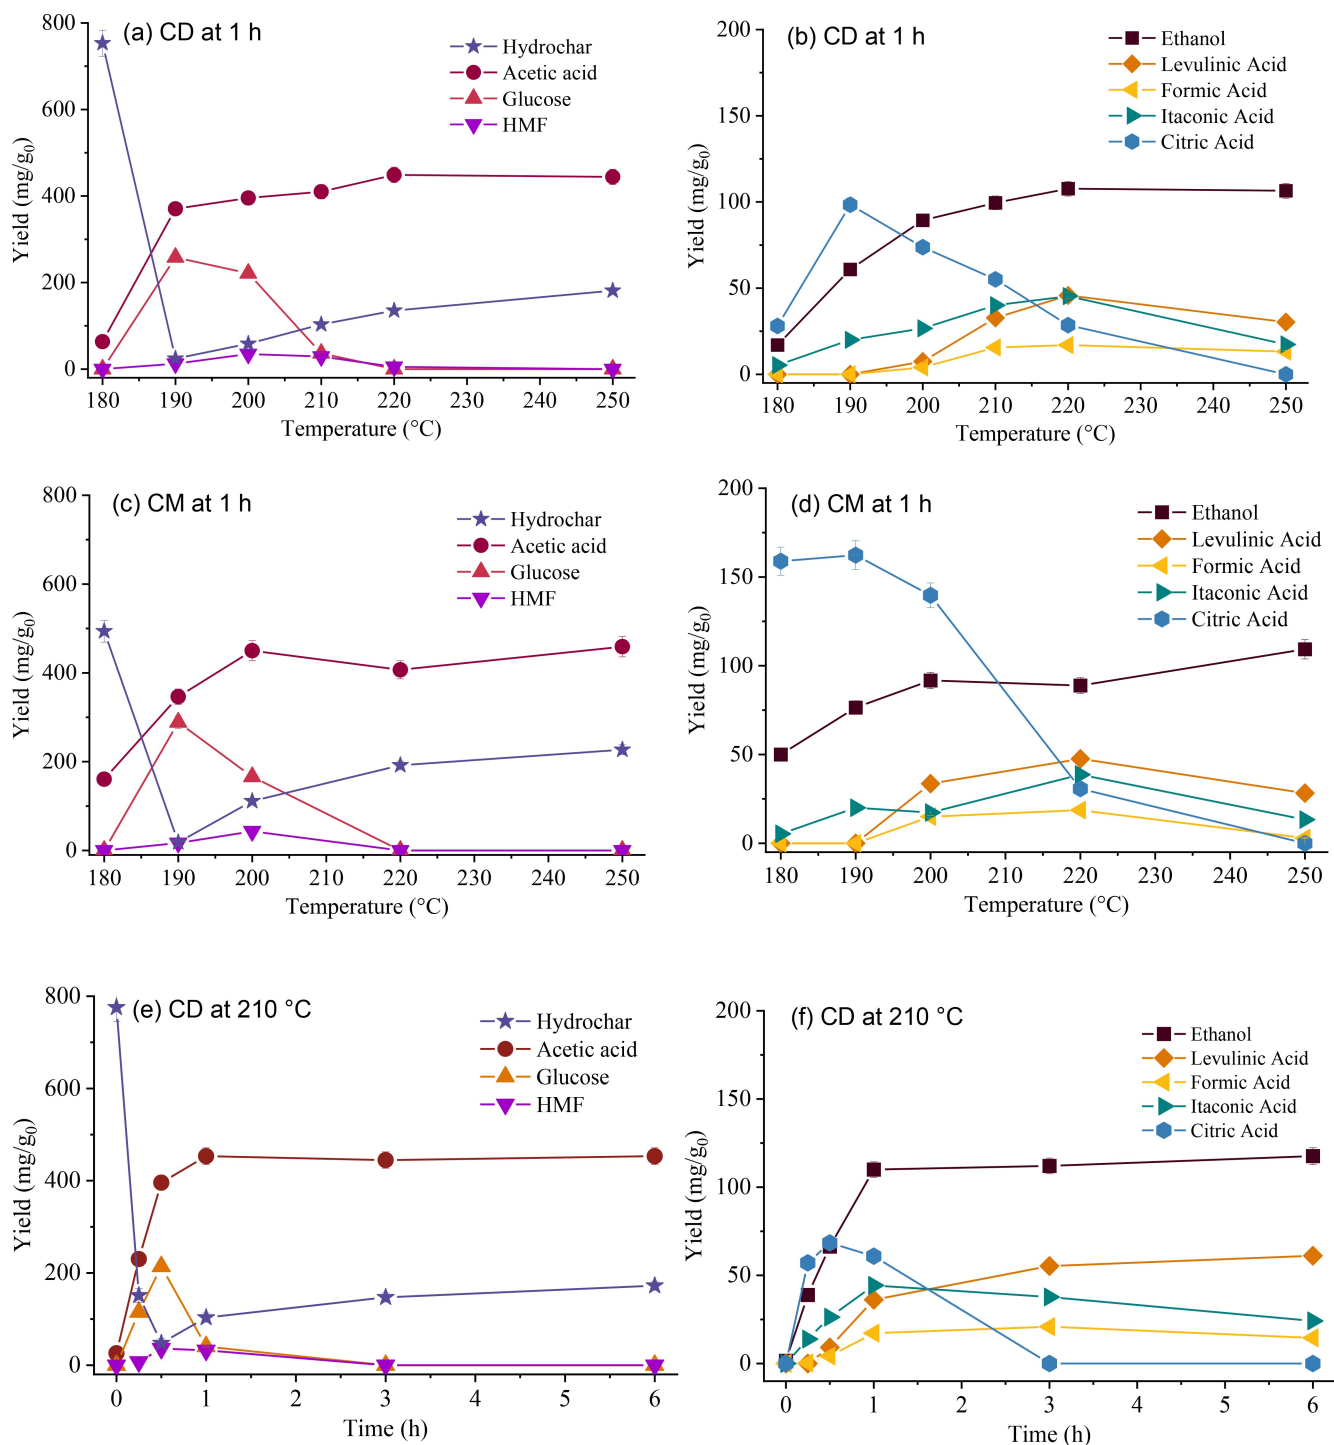 (a) CD at 1 h
Hydrochar
Acetic acid
Glucose
HMF
Yield (mg/g₀)
800
600
400
200
0
180 190 200 210 220 230 240 250
Temperature (°C)
(b) CD at 1 h
Ethanol
Levulinic Acid
Formic Acid
Itaconic Acid
Citric Acid
Yield (mg/g₀)
200
150
100
50
0
180 190 200 210 220 230 240 250
Temperature (°C)
(c) CM at 1 h
Hydrochar
Acetic acid
Glucose
HMF
Yield (mg/g₀)
800
600
400
200
0
180 190 200 210 220 230 240 250
Temperature (°C)
(d) CM at 1 h
Ethanol
Levulinic Acid
Formic Acid
Itaconic Acid
Citric Acid
Yield (mg/g₀)
200
150
100
50
0
180 190 200 210 220 230 240 250
Temperature (°C)
(e) CD at 210 °C
Hydrochar
Acetic acid
Glucose
HMF
Yield (mg/g₀)
800
600
400
200
0
0 1 2 3 4 5 6
Time (h)
(f) CD at 210 °C
Ethanol
Levulinic Acid
Formic Acid
Itaconic Acid
Citric Acid
Yield (mg/g₀)
200
150
100
50
0
0 1 2 3 4 5 6
Time (h)